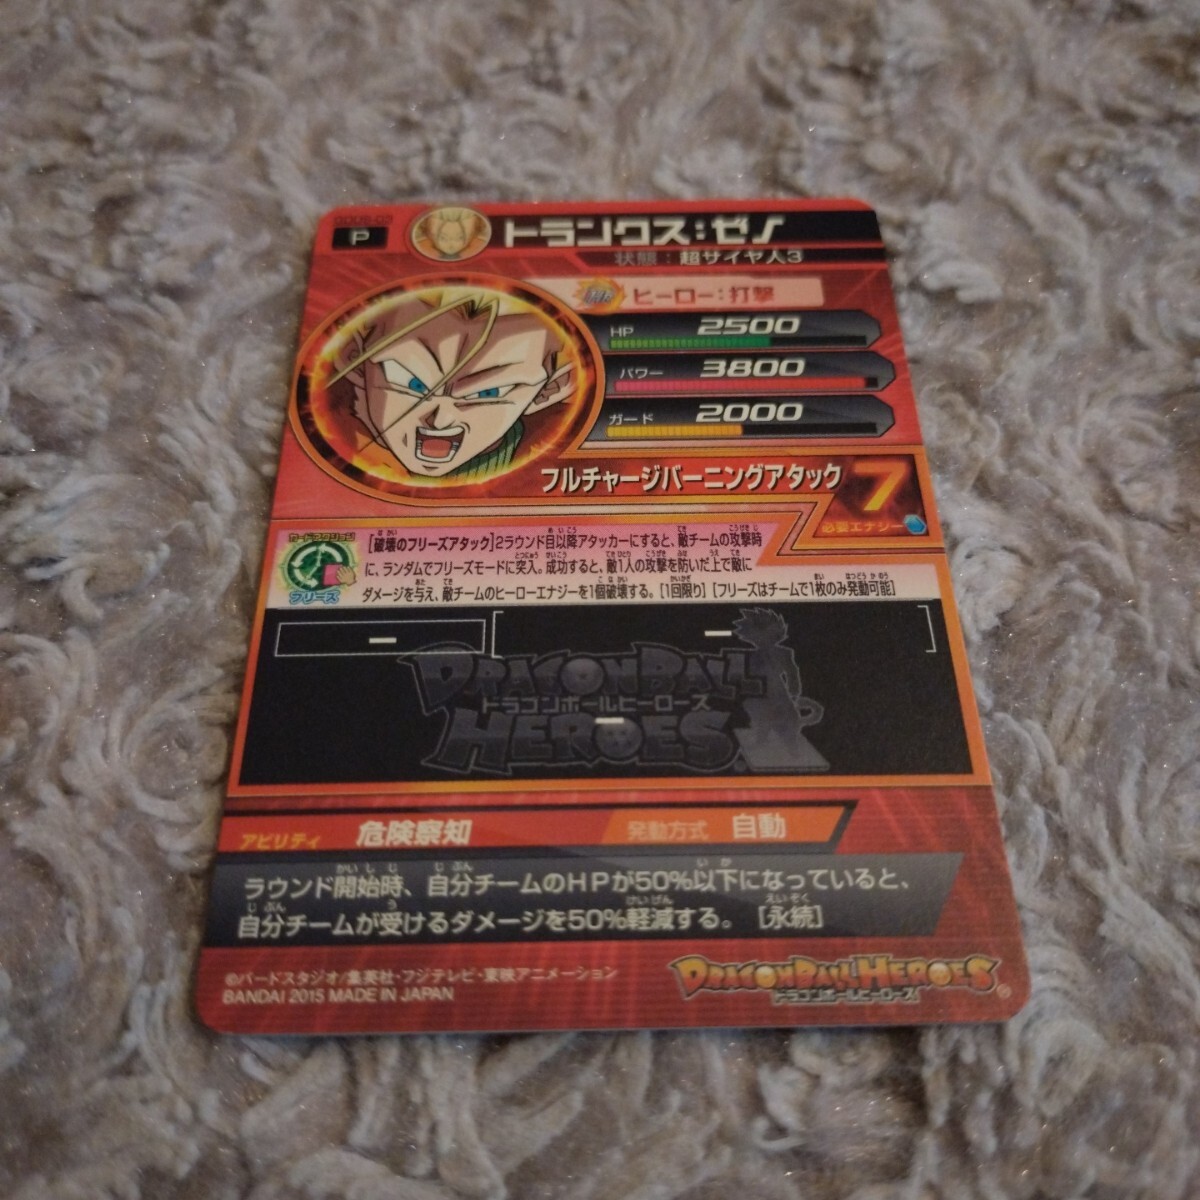 P
トランクス:ゼノ
状態:超サイヤ人3
ヒーロー:打撃
HP 2500
パワー 3800
ガード 2000
フルチャージバーニングアタック
7
必要エナジー
カードアクション
フリーズ
[破壊のフリーズアタック]2ラウンド目以降アタッカーにすると、敵チームの攻撃時
に、ランダムでフリーズモードに突入。成功すると、敵1人の攻撃を防いだ上で敵に
ダメージを与え、敵チームのヒーローエナジーを1個破壊する。[1回限り] [フリーズはチームで1枚のみ発動可能]
ー
ー
DRAGON BALL
ドラゴンボールヒーローズ
ー
HEROES
アビリティ 危険察知 発動方式 自動
ラウンド開始時、自分チームのHPが50%以下になっていると、
自分チームが受けるダメージを50%軽減する。 [永続]
©バードスタジオ/集英社・フジテレビ・東映アニメーション
BANDAI 2015 MADE IN JAPAN
DRAGON BALL HEROES
ドラゴンボールヒーローズ